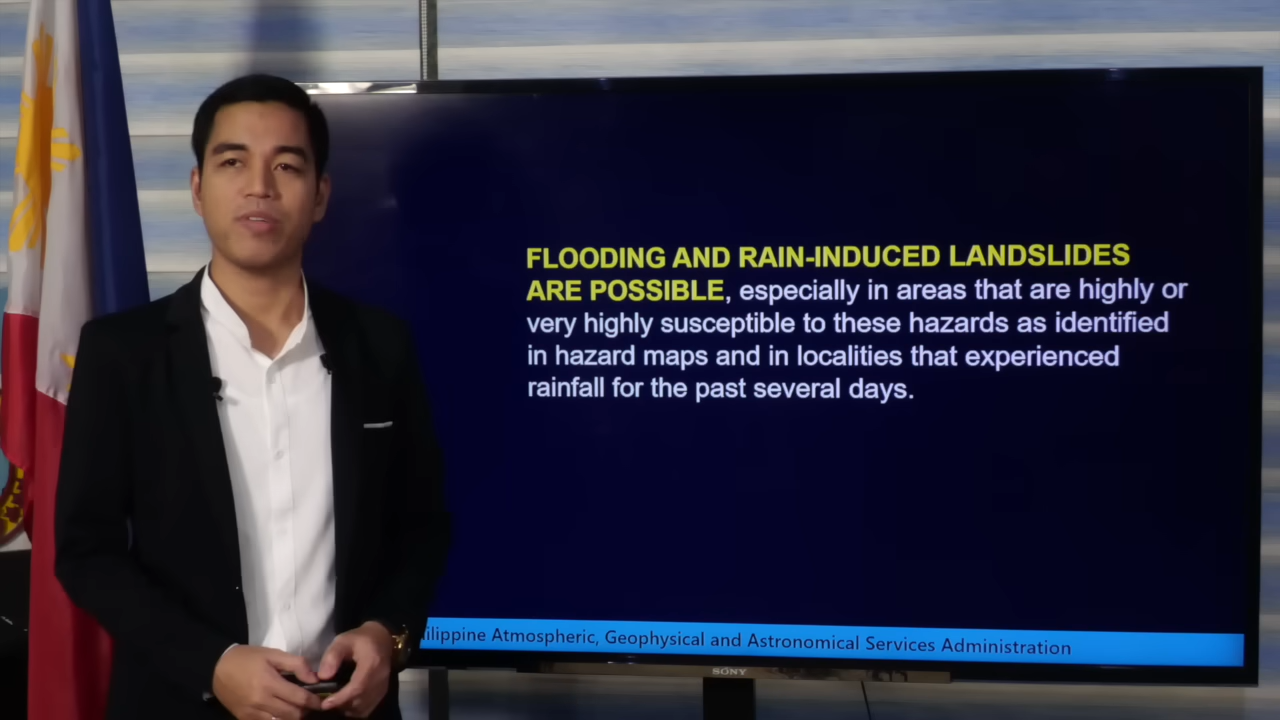 FLOODING AND RAIN-INDUCED LANDSLIDES
ARE POSSIBLE, especially in areas that are highly or
very highly susceptible to these hazards as identified
in hazard maps and in localities that experienced
rainfall for the past several days.
ilippine Atmospheric, Geophysical and Astronomical Services Administration
SONY